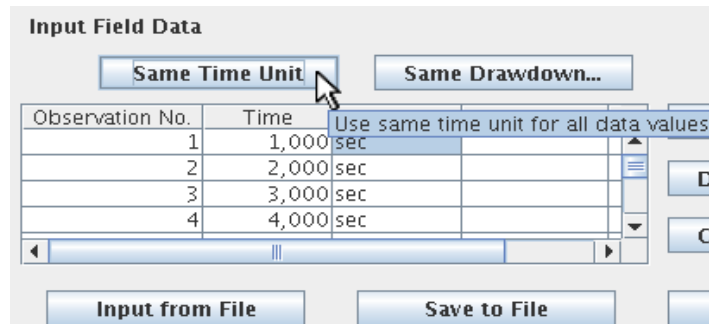 Input Field Data
Same Time Unit Same Drawdown...
Observation No. Time
Use same time unit for all data values
1 1,000 sec
2 2,000 sec
3 3,000 sec
4 4,000 sec
D
C
Input from File Save to File